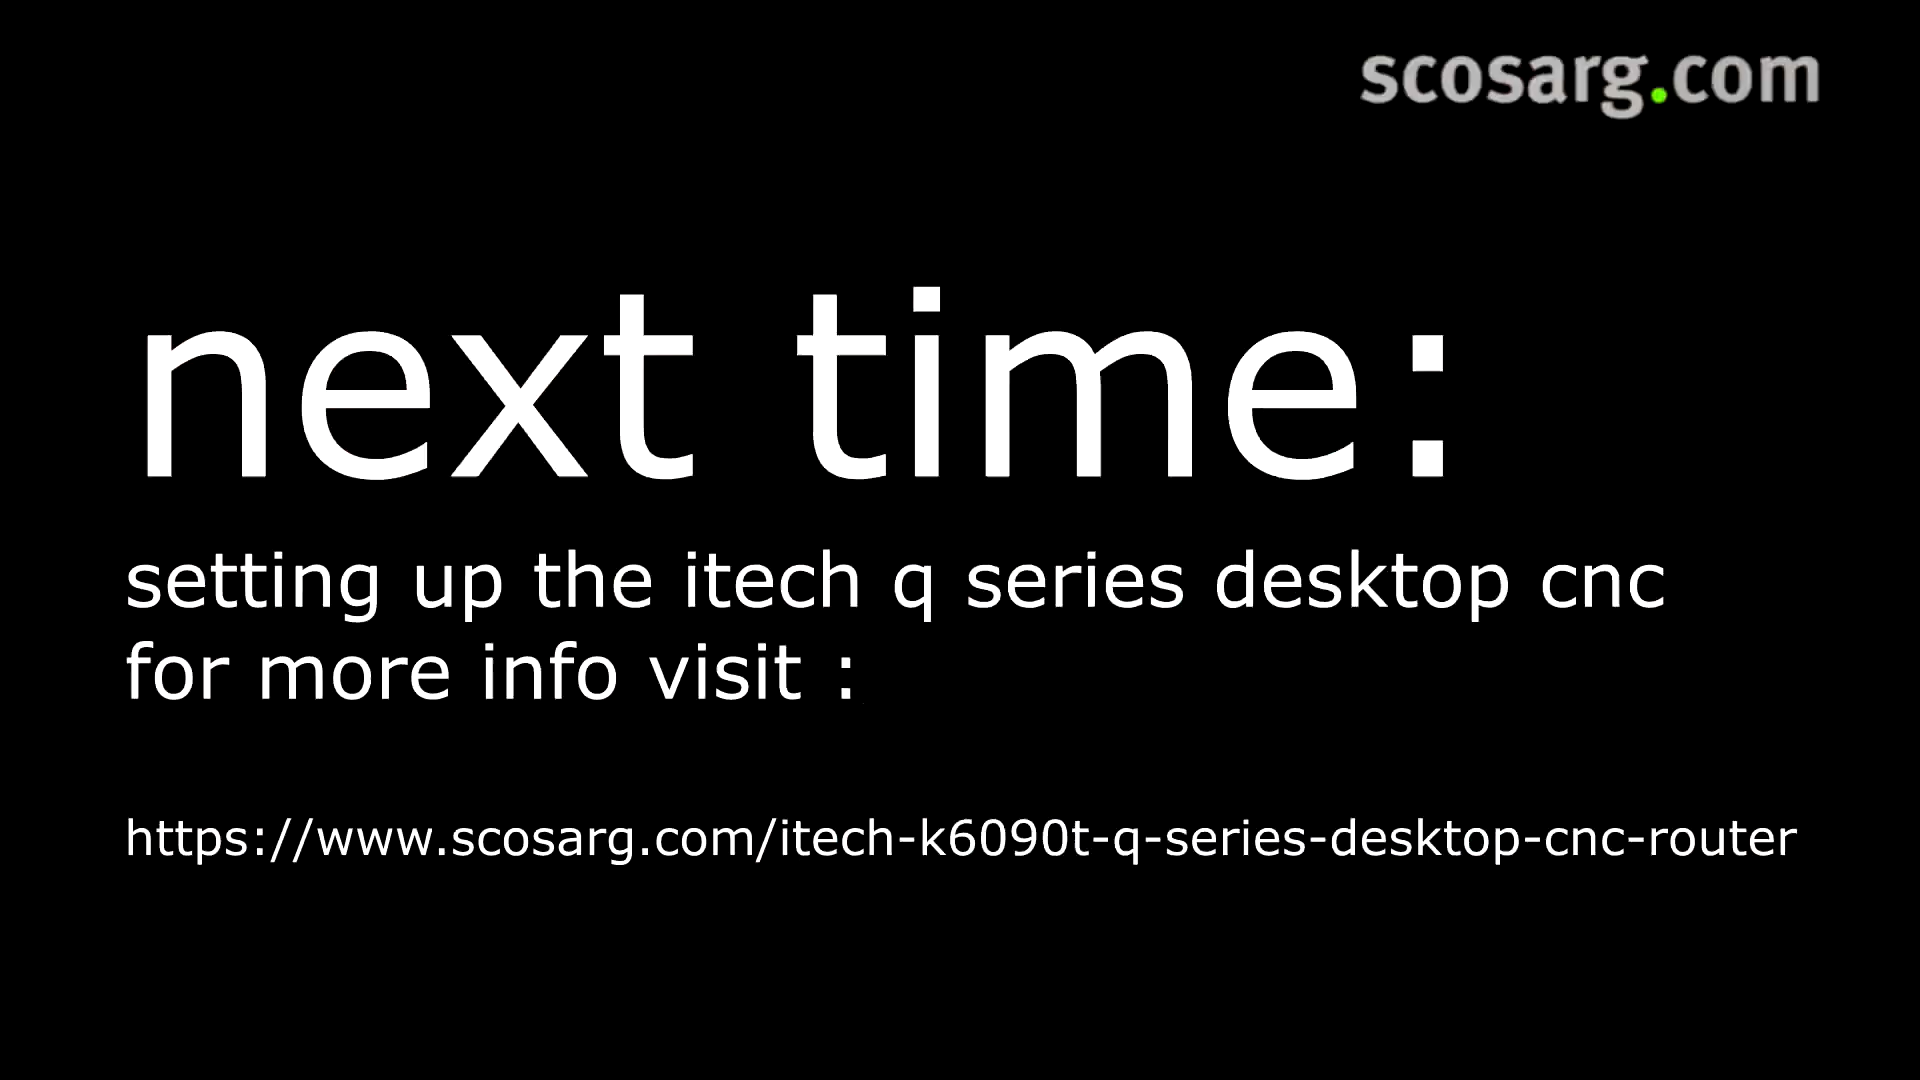 scosarg.com
next time:
setting up the itech q series desktop cnc
for more info visit :
https://www.scosarg.com/itech-k6090t-q-series-desktop-cnc-router